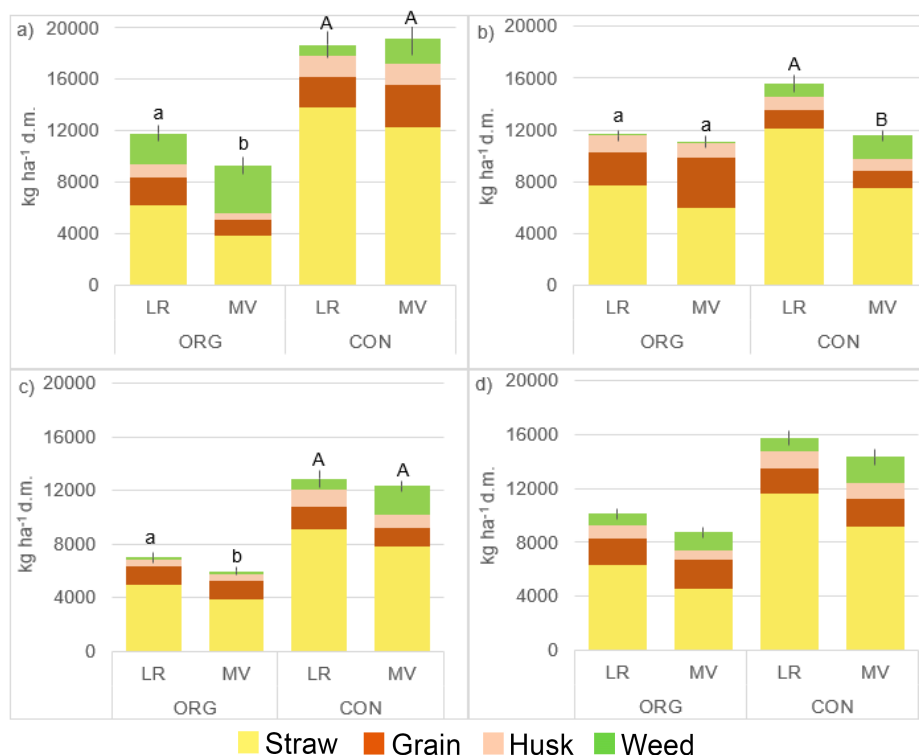 a)
kg ha⁻¹ d.m.
20000
16000
12000
8000
4000
0
a
b
A
A
LR
MV
LR
MV
ORG
CON
b)
kg ha⁻¹ d.m.
20000
16000
12000
8000
4000
0
a
a
A
B
LR
MV
LR
MV
ORG
CON
c)
kg ha⁻¹ d.m.
20000
16000
12000
8000
4000
0
a
b
A
A
LR
MV
LR
MV
ORG
CON
d)
kg ha⁻¹ d.m.
20000
16000
12000
8000
4000
0
LR
MV
LR
MV
ORG
CON
Straw Grain Husk Weed